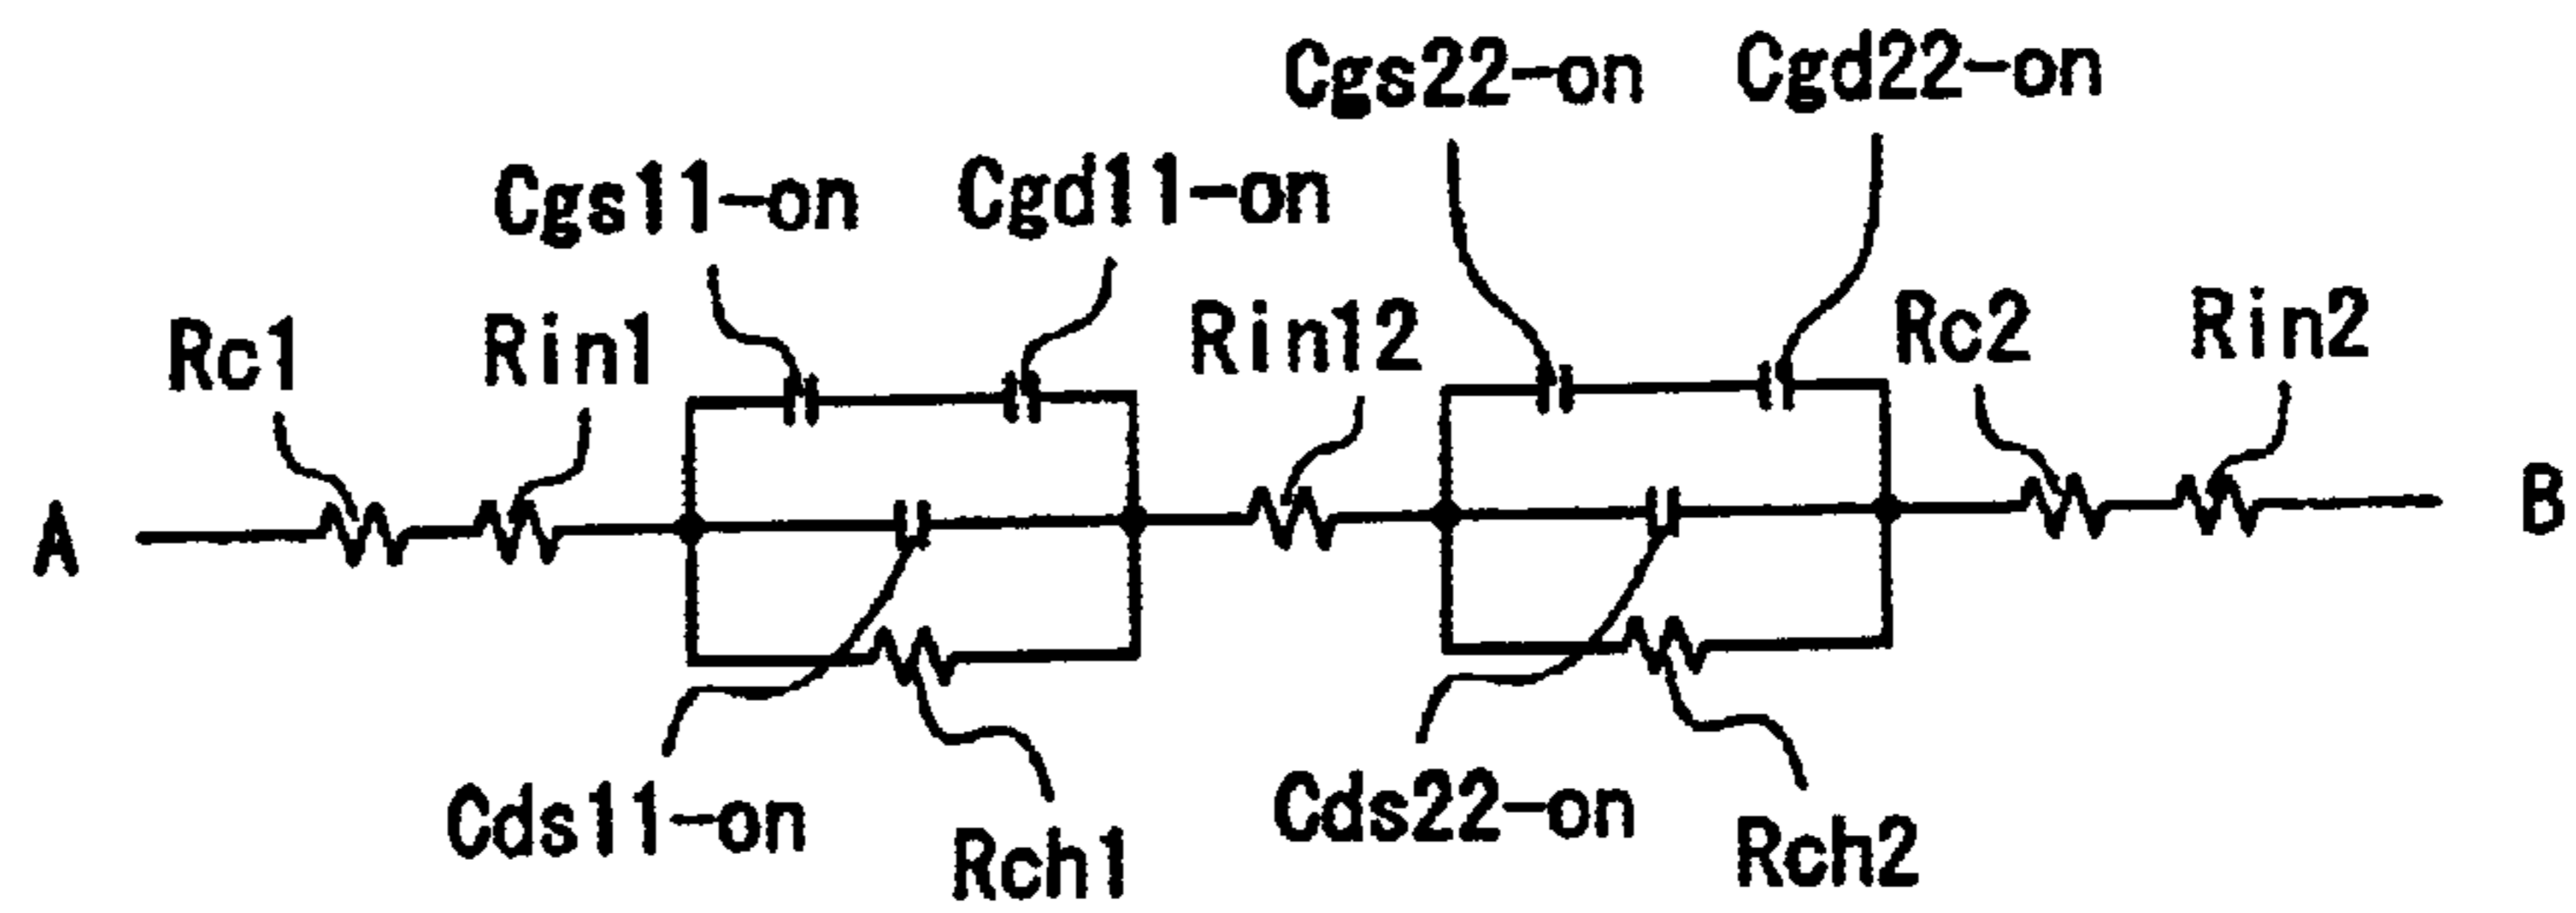 Cgs22-on Cgd22-on
Cgs11-on Cgd11-on
Rc1 Rin1 Rin12 Rc2 Rin2
A B
Cds11-on Cds22-on
Rch1 Rch2